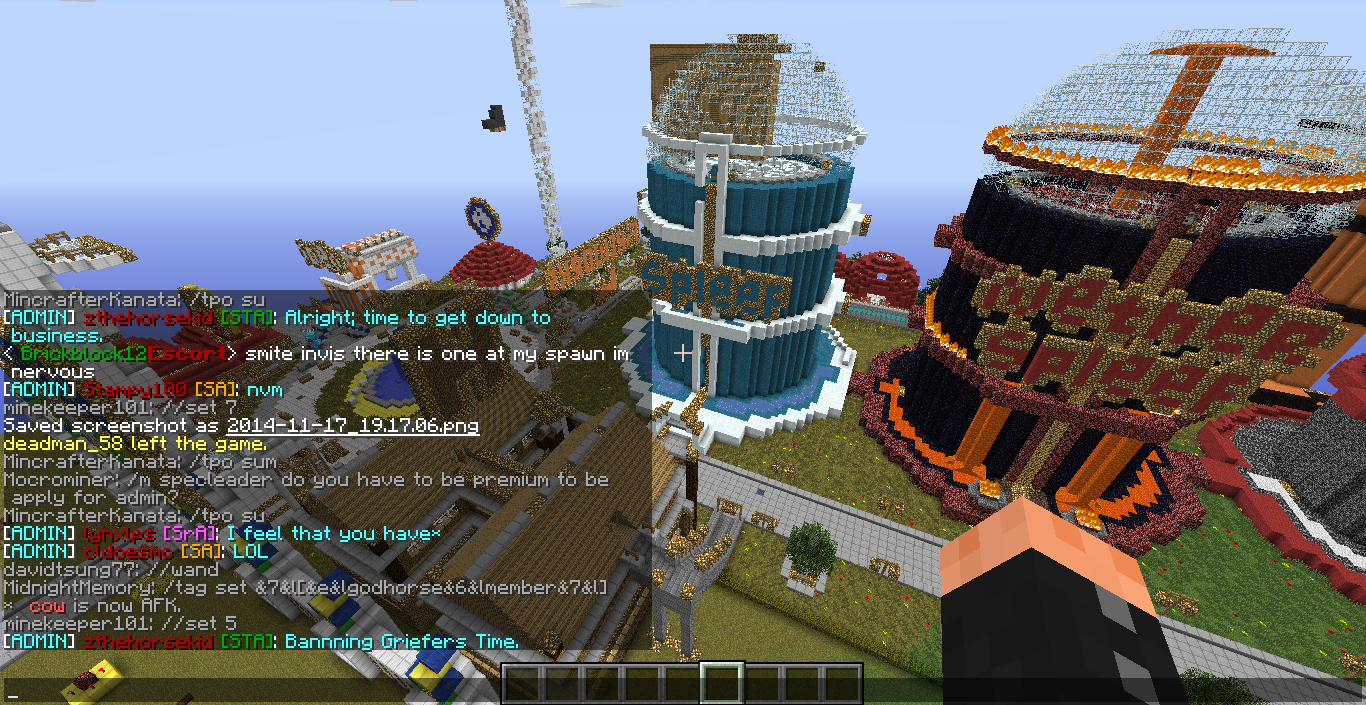 Spleef
NETHER
Spleef
MincrafterKanata: /tpo su
[ADMIN] zthehorsekid [STA]: Alright; time to get down to
business.
< Brickblock12Escort> smite invis there is one at my spawn im
nervous
[ADMIN] Stampy100 [SA]: nvm
minekeeper101: //set 7
Saved screenshot as 2014-11-17_19.17.06.png
deadman_58 left the game.
MincrafterKanata: /tpo sum
Mocrominer: /m specleader do you have to be premium to be
apply for admin?
MincrafterKanata: /tpo su
[ADMIN] lynxlps [SrA]: I feel that you have*
[ADMIN] cldoesmc [SA]: LOL
davidtsung77: //wand
MidnightMemory: /tag set &7&l[&e&lgodhorse&6&lmember&7&l]
* cow is now AFK.
minekeeper101: //set 5
[ADMIN] zthehorsekid [STA]: Bannning Griefers Time.
_